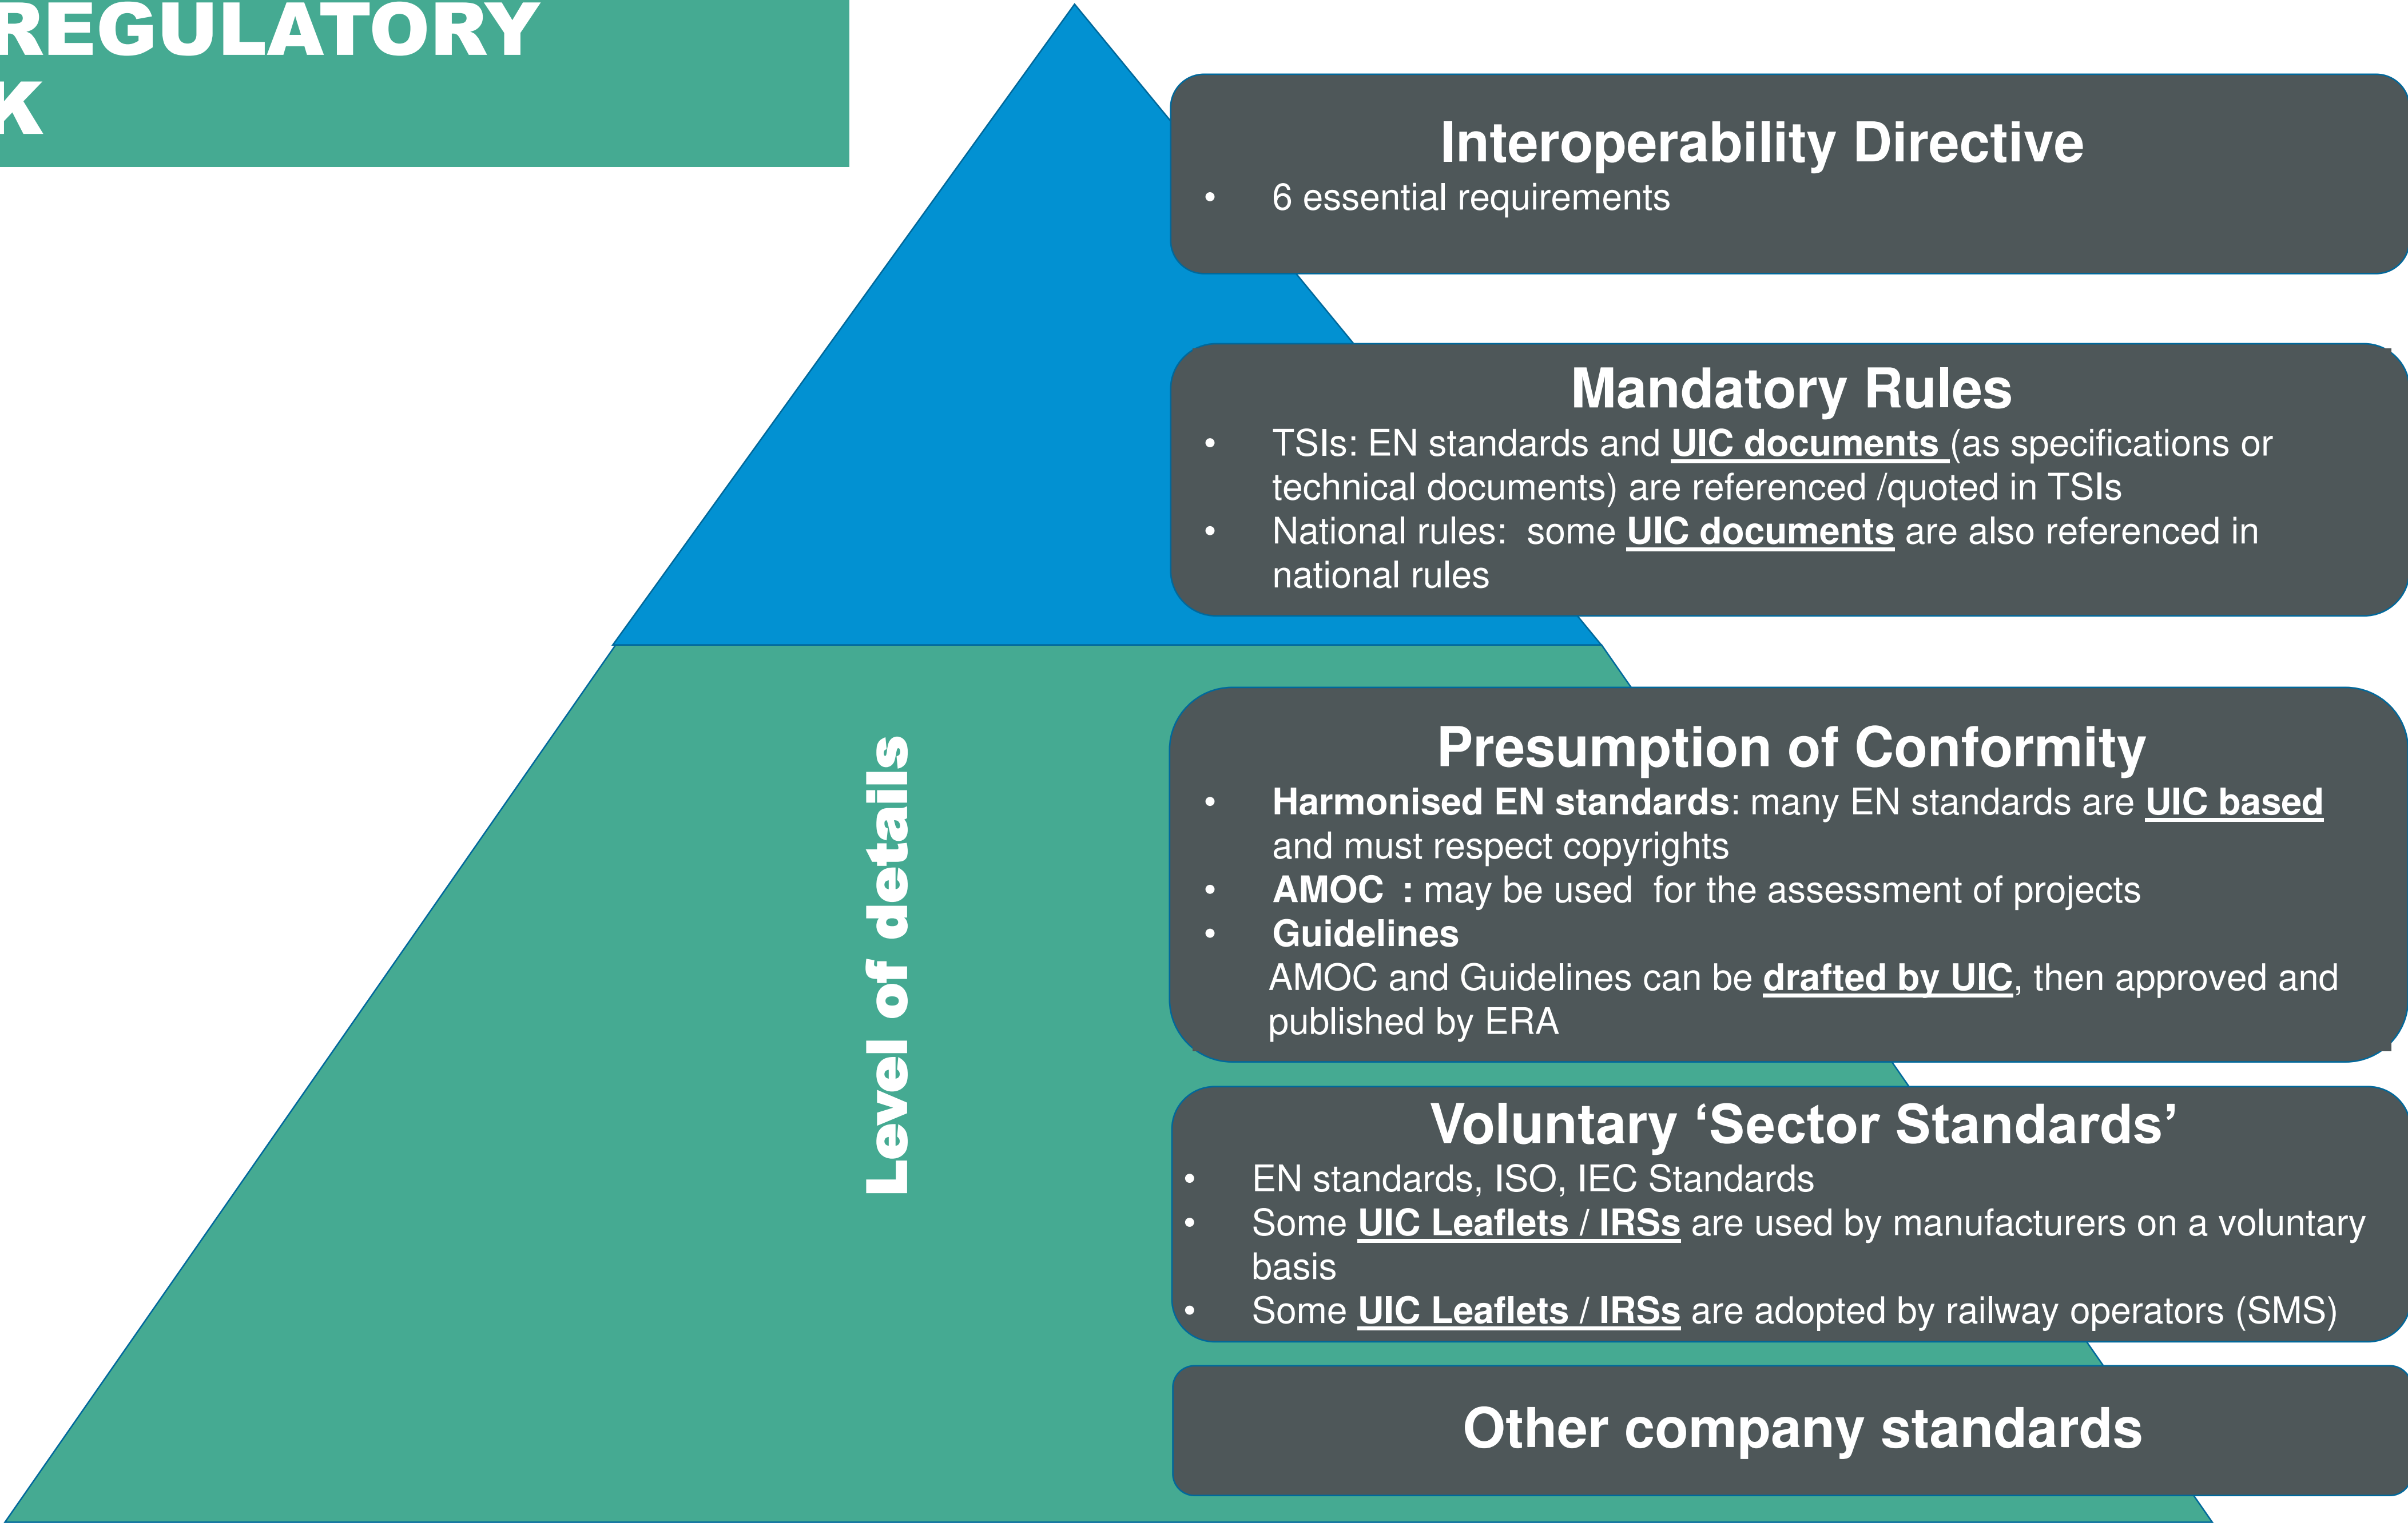 REGULATORY
K
Interoperability Directive
• 6 essential requirements
Mandatory Rules
• TSIs: EN standards and UIC documents (as specifications or
technical documents) are referenced /quoted in TSIs
• National rules: some UIC documents are also referenced in
national rules
Presumption of Conformity
• Harmonised EN standards: many EN standards are UIC based
and must respect copyrights
• AMOC : may be used for the assessment of projects
• Guidelines
AMOC and Guidelines can be drafted by UIC, then approved and
published by ERA
Level of details
Voluntary ‘Sector Standards’
• EN standards, ISO, IEC Standards
• Some UIC Leaflets / IRSs are used by manufacturers on a voluntary
basis
• Some UIC Leaflets / IRSs are adopted by railway operators (SMS)
Other company standards